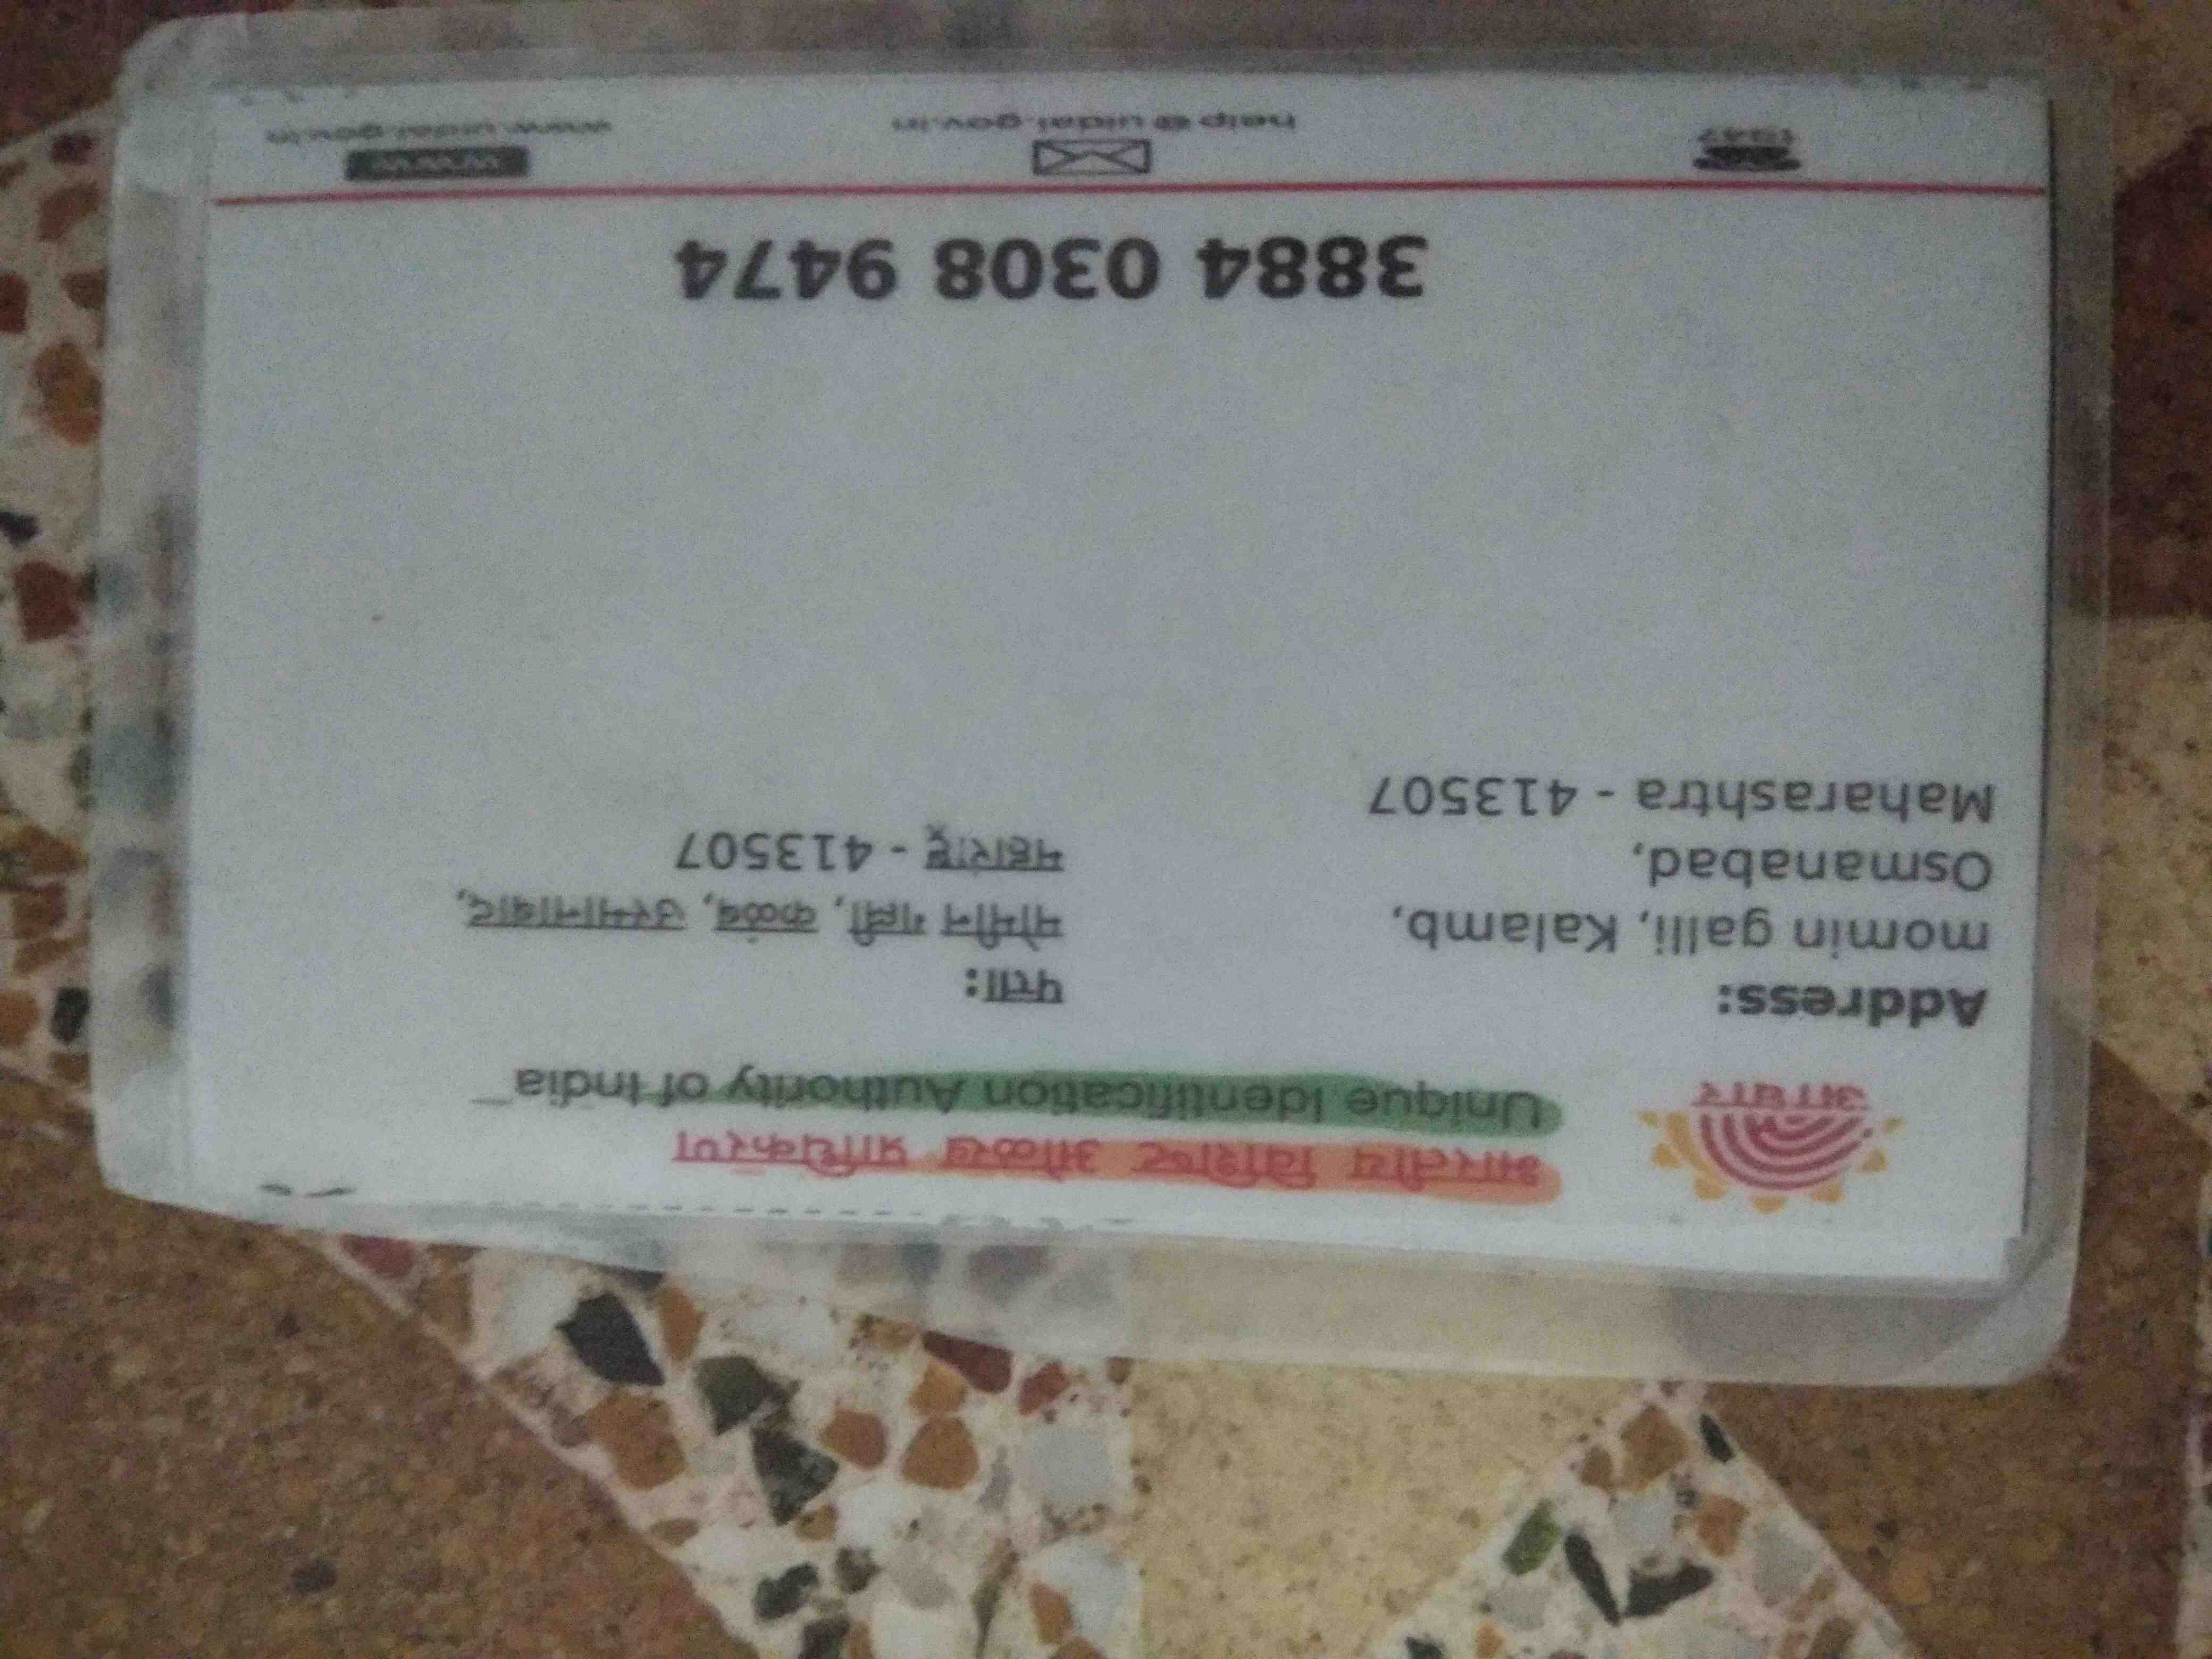 भारतीय विशिष्ट ओळख प्राधिकरण
Unique Identification Authority of India
आधार
Address:
momin galli, Kalamb,
Osmanabad,
Maharashtra - 413507
पत्ता:
मोमीन गल्ली, कळंब, उस्मानाबाद,
महाराष्ट्र - 413507
3884 0308 9474
1947
help@uidai.gov.in
www
www.uidai.gov.in